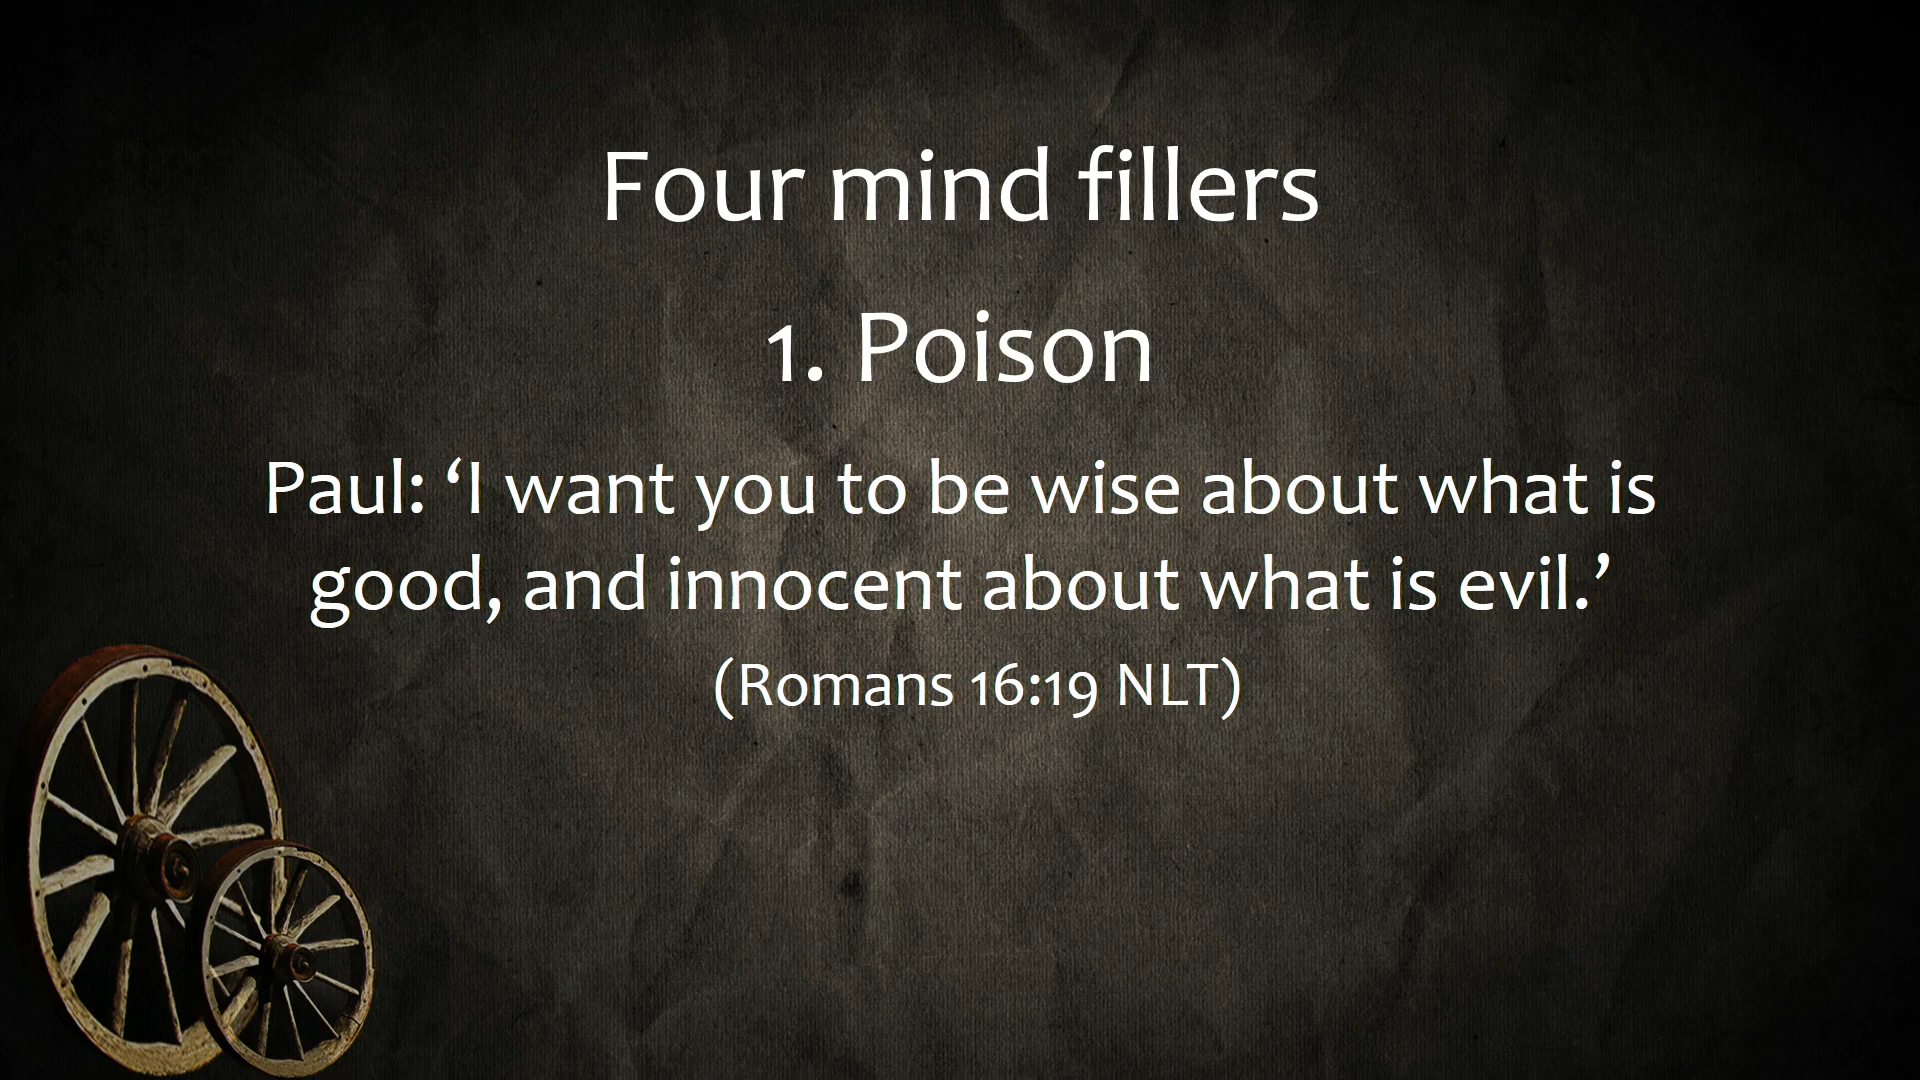 Four mind fillers
1. Poison
Paul: ‘I want you to be wise about what is
good, and innocent about what is evil.’
(Romans 16:19 NLT)